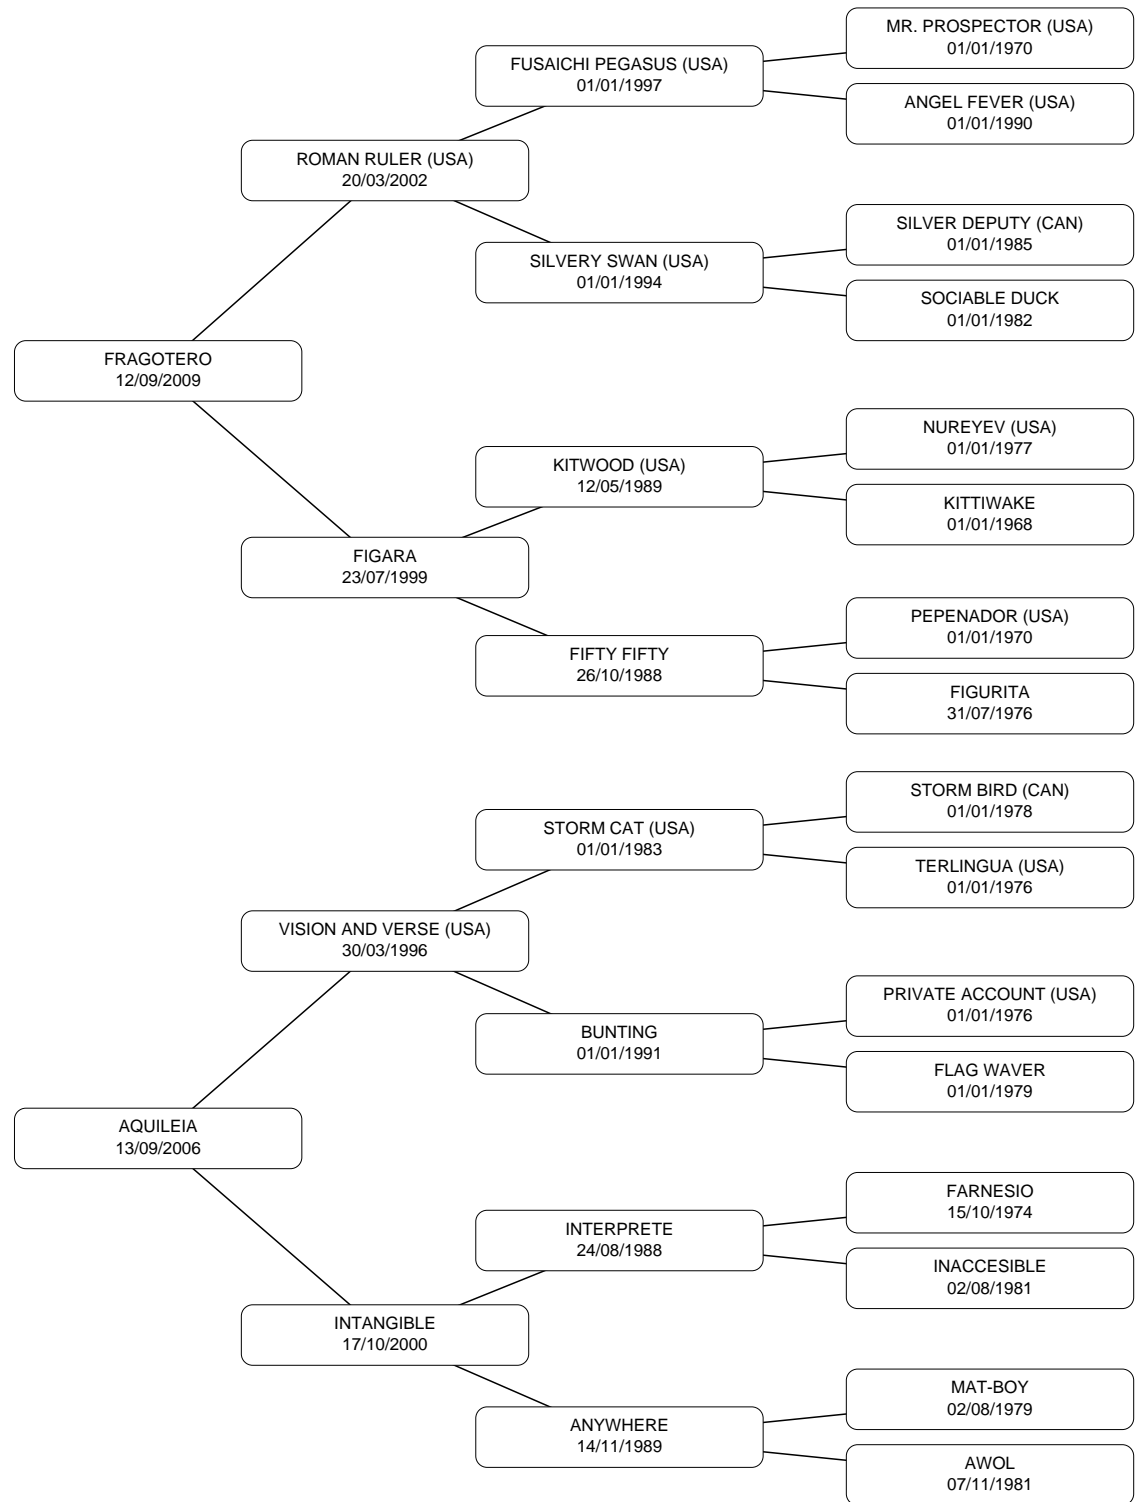 MR. PROSPECTOR (USA)
01/01/1970
FUSAICHI PEGASUS (USA)
01/01/1997
ANGEL FEVER (USA)
01/01/1990
ROMAN RULER (USA)
20/03/2002
SILVER DEPUTY (CAN)
01/01/1985
SILVERY SWAN (USA)
01/01/1994
SOCIABLE DUCK
01/01/1982
FRAGOTERO
12/09/2009
NUREYEV (USA)
01/01/1977
KITWOOD (USA)
12/05/1989
KITTIWAKE
01/01/1968
FIGARA
23/07/1999
PEPENADOR (USA)
01/01/1970
FIFTY FIFTY
26/10/1988
FIGURITA
31/07/1976
STORM BIRD (CAN)
01/01/1978
STORM CAT (USA)
01/01/1983
TERLINGUA (USA)
01/01/1976
VISION AND VERSE (USA)
30/03/1996
PRIVATE ACCOUNT (USA)
01/01/1976
BUNTING
01/01/1991
FLAG WAVER
01/01/1979
AQUILEIA
13/09/2006
FARNESIO
15/10/1974
INTERPRETE
24/08/1988
INACCESIBLE
02/08/1981
INTANGIBLE
17/10/2000
MAT-BOY
02/08/1979
ANYWHERE
14/11/1989
AWOL
07/11/1981